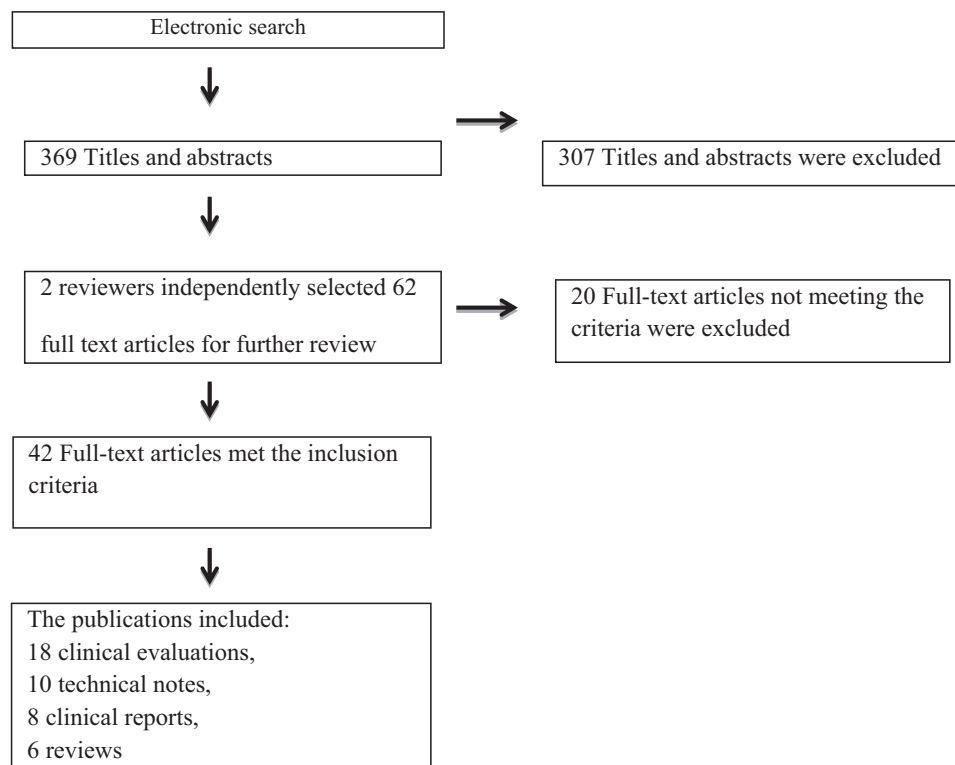 Electronic search
369 Titles and abstracts
307 Titles and abstracts were excluded
2 reviewers independently selected 62
full text articles for further review
20 Full-text articles not meeting the
criteria were excluded
42 Full-text articles met the inclusion
criteria
The publications included:
18 clinical evaluations,
10 technical notes,
8 clinical reports,
6 reviews